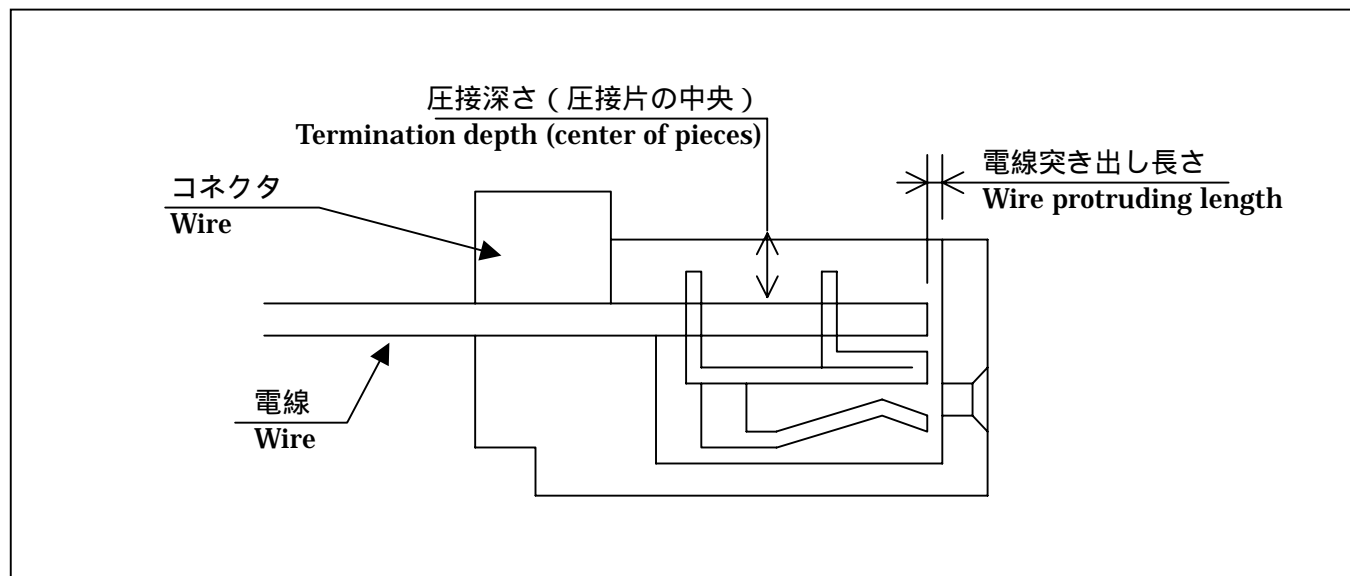 圧接深さ（圧接片の中央）
Termination depth (center of pieces)
電線突き出し長さ
Wire protruding length
コネクタ
Wire
電線
Wire